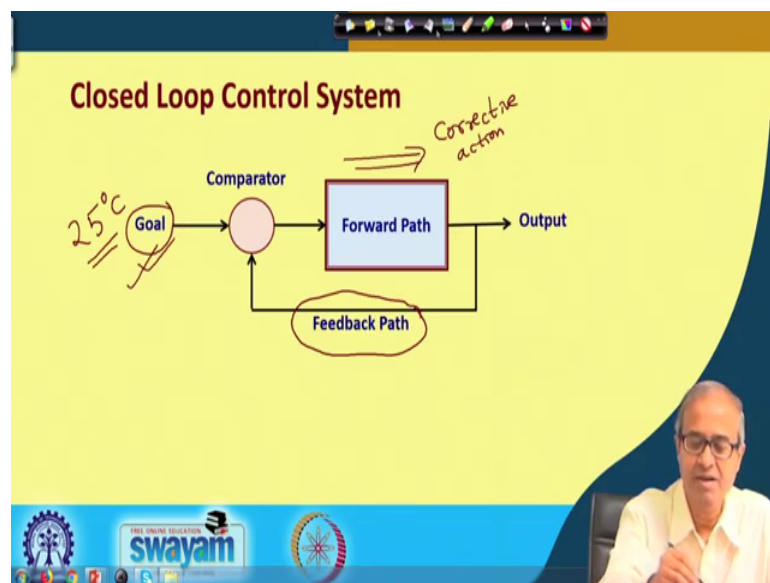 Closed Loop Control System
Corrective
action
Comparator
25°C
Goal
Forward Path
Output
Feedback Path
FREE ONLINE EDUCATION
swayam